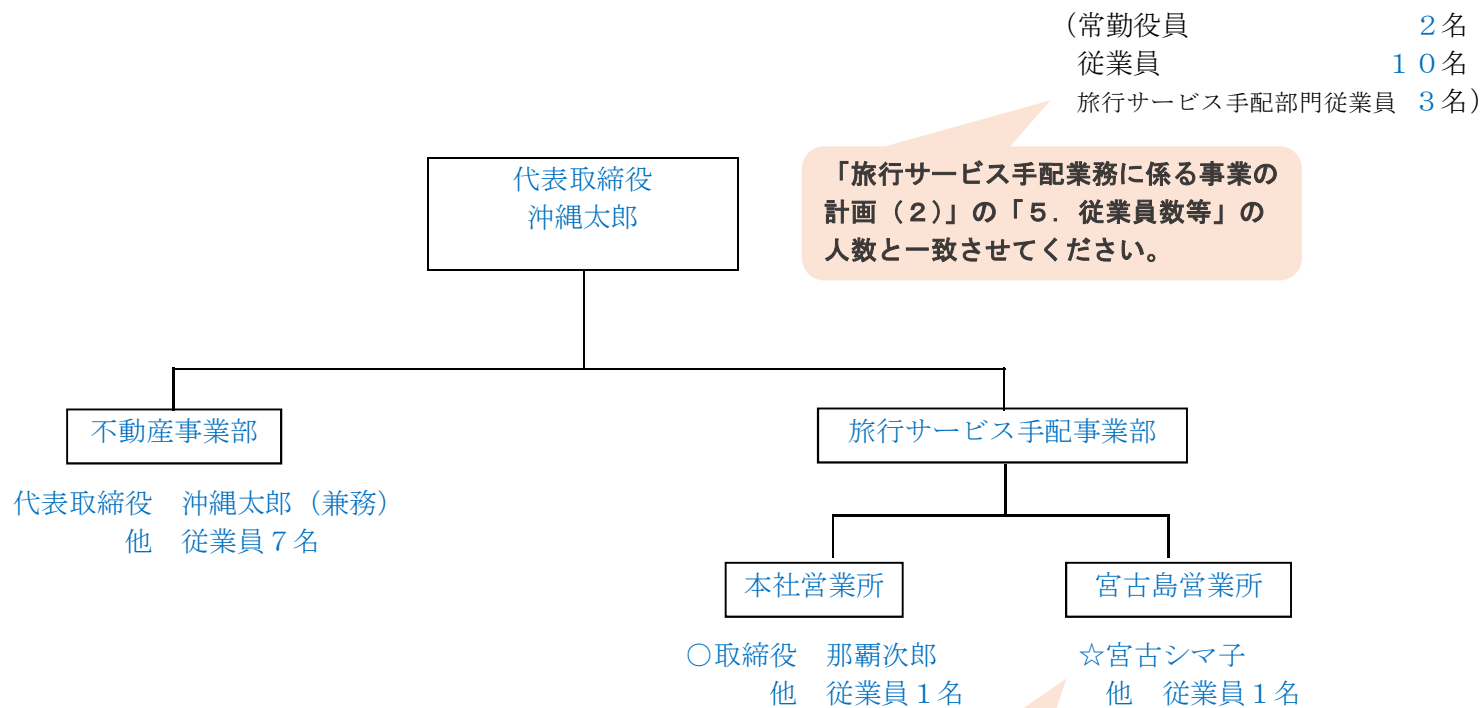 （常勤役員　２名
従業員　１０名
旅行サービス手配部門従業員　３名）
代表取締役
沖縄太郎
「旅行サービス手配業務に係る事業の
計画（２）」の「５．従業員数等」の
人数と一致させてください。
不動産事業部
旅行サービス手配事業部
代表取締役　沖縄太郎（兼務）
他　従業員７名
本社営業所
宮古島営業所
〇取締役　那覇次郎
他　従業員１名
☆宮古シマ子
他　従業員１名